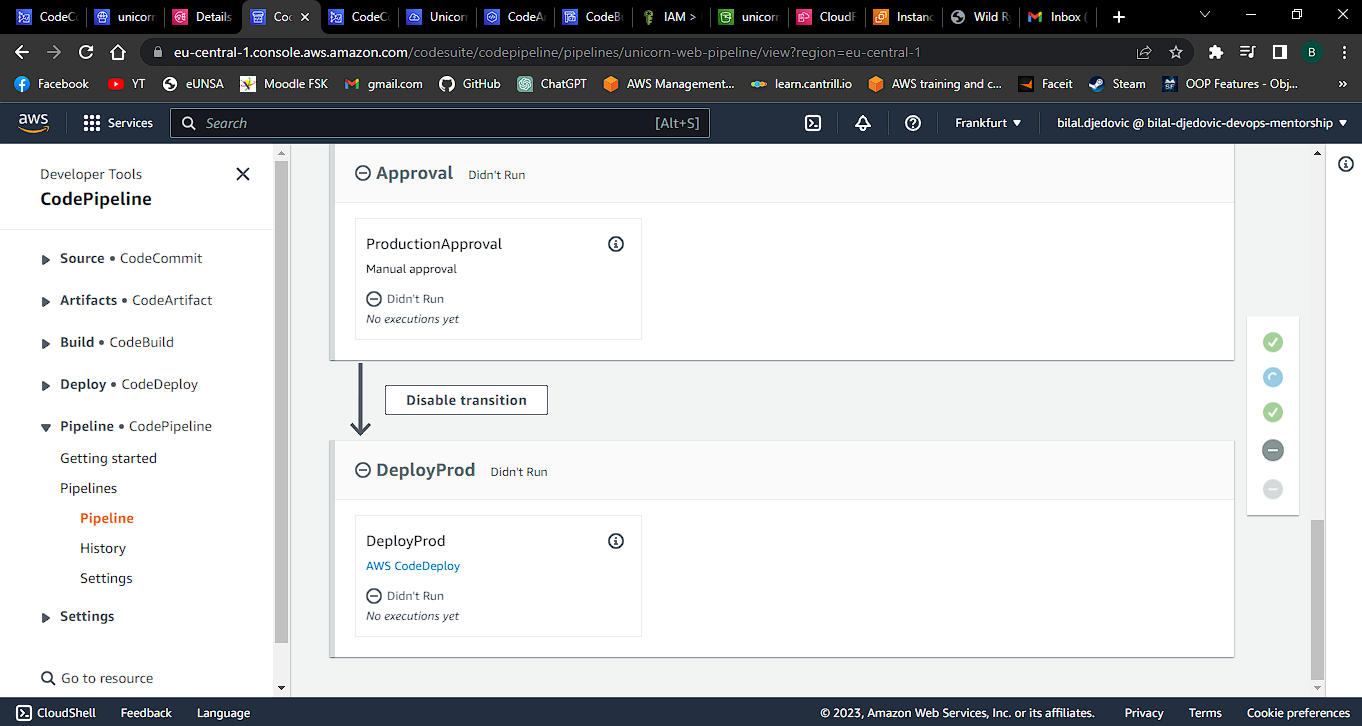 CodeC
unicorn
Details
Coc
CodeC
Unicorn
CodeA
CodeBu
IAM >
unicorn
CloudF
Instanc
Wild Ry
Inbox (
eu-central-1.console.aws.amazon.com/codesuite/codepipeline/pipelines/unicorn-web-pipeline/view?region=eu-central-1
B
Facebook YT eUNSA Moodle FSK gmail.com GitHub ChatGPT AWS Management... learn.cantrill.io AWS training and c... Faceit Steam OOP Features - Obj... »
aws Services Search [Alt+S] Frankfurt bilal.djedovic @ bilal-djedovic-devops-mentorship
Developer Tools
CodePipeline
Source • CodeCommit
Artifacts • CodeArtifact
Build • CodeBuild
Deploy • CodeDeploy
Pipeline • CodePipeline
Getting started
Pipelines
Pipeline
History
Settings
Settings
Go to resource
Approval Didn't Run
ProductionApproval
Manual approval
Didn't Run
No executions yet
Disable transition
DeployProd Didn't Run
DeployProd
AWS CodeDeploy
Didn't Run
No executions yet
CloudShell Feedback Language © 2023, Amazon Web Services, Inc. or its affiliates. Privacy Terms Cookie preferences